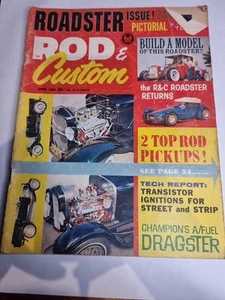 ROADSTER
ISSUE!
PICTORIAL
ROD &
Custom
BUILD A MODEL
OF THIS ROADSTER!
the R&C ROADSTER
RETURNS
2 TOP ROD
PICKUPS!
SEE PAGE 24......
TECH REPORT:
TRANSISTOR
IGNITIONS FOR
STREET and STRIP
CHAMPION'S A/FUEL
DRAGSTER